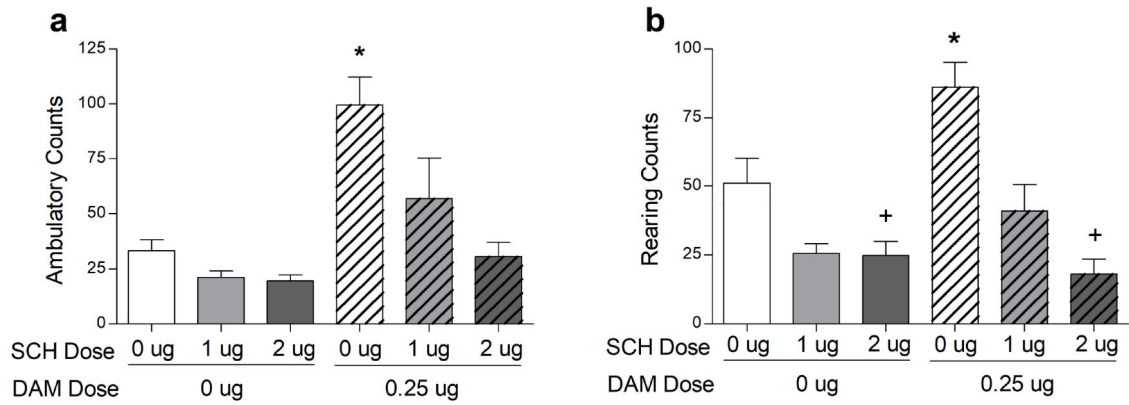 a
125
100
75
50
25
0
Ambulatory Counts
*
SCH Dose 0 ug 1 ug 2 ug 0 ug 1 ug 2 ug
DAM Dose 0 ug 0.25 ug
b
100
75
50
25
0
Rearing Counts
+ * +
SCH Dose 0 ug 1 ug 2 ug 0 ug 1 ug 2 ug
DAM Dose 0 ug 0.25 ug